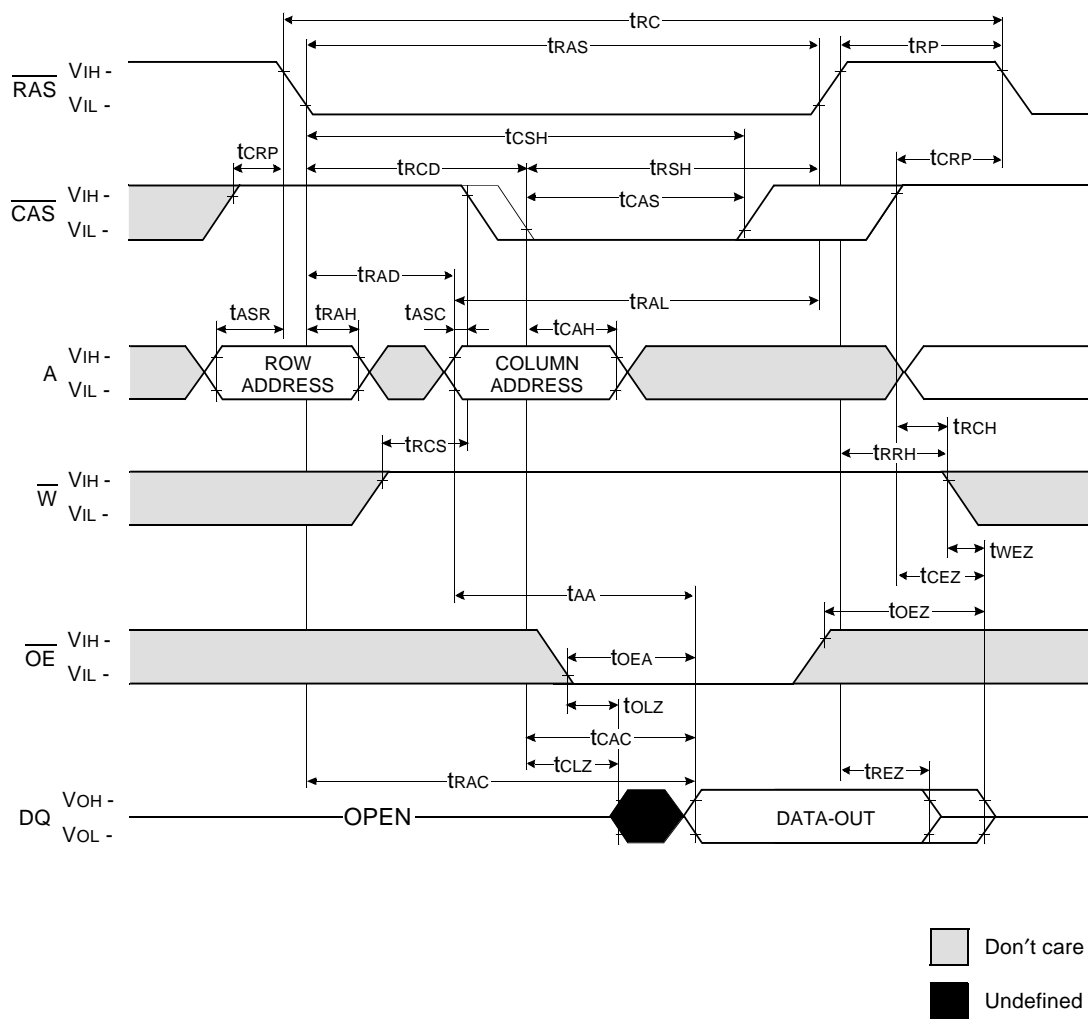 tRC
tRAS
tRP
RAS
VIH -
VIL -
tCSH
tCRP
tRCD
tRSH
tCRP
CAS
VIH -
VIL -
tCAS
tRAD
tRAL
tASR
tRAH
tASC
tCAH
A
VIH -
VIL -
ROW
ADDRESS
COLUMN
ADDRESS
tRCH
tRCS
tRRH
W
VIH -
VIL -
tWEZ
tCEZ
tAA
tOEZ
OE
VIH -
VIL -
tOEA
tOLZ
tCAC
tCLZ
tRAC
tREZ
DQ
VOH -
VOL -
OPEN
DATA-OUT
Don′t care
Undefined